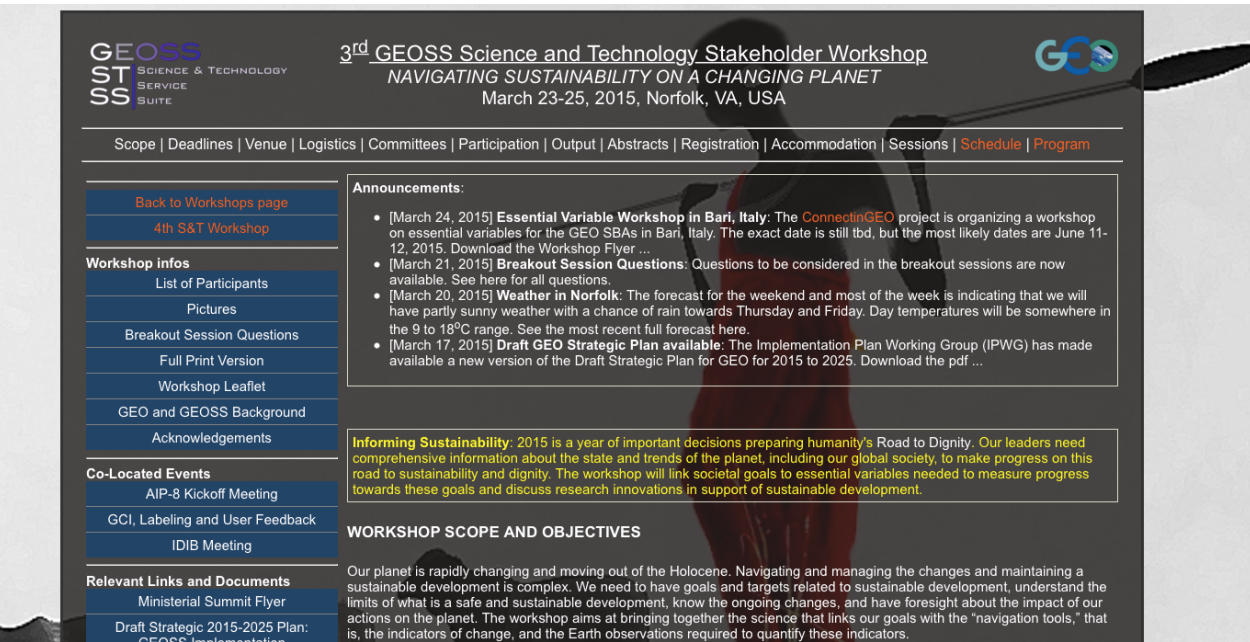 GEOSS
ST SCIENCE & TECHNOLOGY
SERVICE
SS SUITE
3rd GEOSS Science and Technology Stakeholder Workshop
NAVIGATING SUSTAINABILITY ON A CHANGING PLANET
March 23-25, 2015, Norfolk, VA, USA
GEO
Scope | Deadlines | Venue | Logistics | Committees | Participation | Output | Abstracts | Registration | Accommodation | Sessions | Schedule | Program
Back to Workshops page
4th S&T Workshop
Workshop infos
List of Participants
Pictures
Breakout Session Questions
Full Print Version
Workshop Leaflet
GEO and GEOSS Background
Acknowledgements
Co-Located Events
AIP-8 Kickoff Meeting
GCI, Labeling and User Feedback
IDIB Meeting
Relevant Links and Documents
Ministerial Summit Flyer
Draft Strategic 2015-2025 Plan:
GEOSS Implementation
Announcements:
• [March 24, 2015] Essential Variable Workshop in Bari, Italy: The ConnectinGEO project is organizing a workshop
on essential variables for the GEO SBAs in Bari, Italy. The exact date is still tbd, but the most likely dates are June 11-
12, 2015. Download the Workshop Flyer ...
• [March 21, 2015] Breakout Session Questions: Questions to be considered in the breakout sessions are now
available. See here for all questions.
• [March 20, 2015] Weather in Norfolk: The forecast for the weekend and most of the week is indicating that we will
have partly sunny weather with a chance of rain towards Thursday and Friday. Day temperatures will be somewhere in
the 9 to 18oC range. See the most recent full forecast here.
• [March 17, 2015] Draft GEO Strategic Plan available: The Implementation Plan Working Group (IPWG) has made
available a new version of the Draft Strategic Plan for GEO for 2015 to 2025. Download the pdf ...
Informing Sustainability: 2015 is a year of important decisions preparing humanity's Road to Dignity. Our leaders need
comprehensive information about the state and trends of the planet, including our global society, to make progress on this
road to sustainability and dignity. The workshop will link societal goals to essential variables needed to measure progress
towards these goals and discuss research innovations in support of sustainable development.
WORKSHOP SCOPE AND OBJECTIVES
Our planet is rapidly changing and moving out of the Holocene. Navigating and managing the changes and maintaining a
sustainable development is complex. We need to have goals and targets related to sustainable development, understand the
limits of what is a safe and sustainable development, know the ongoing changes, and have foresight about the impact of our
actions on the planet. The workshop aims at bringing together the science that links our goals with the “navigation tools,” that
is, the indicators of change, and the Earth observations required to quantify these indicators.